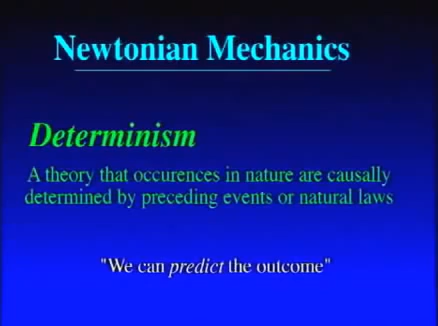 Newtonian Mechanics
Determinism
A theory that occurences in nature are causally
determined by preceding events or natural laws
"We can predict the outcome"